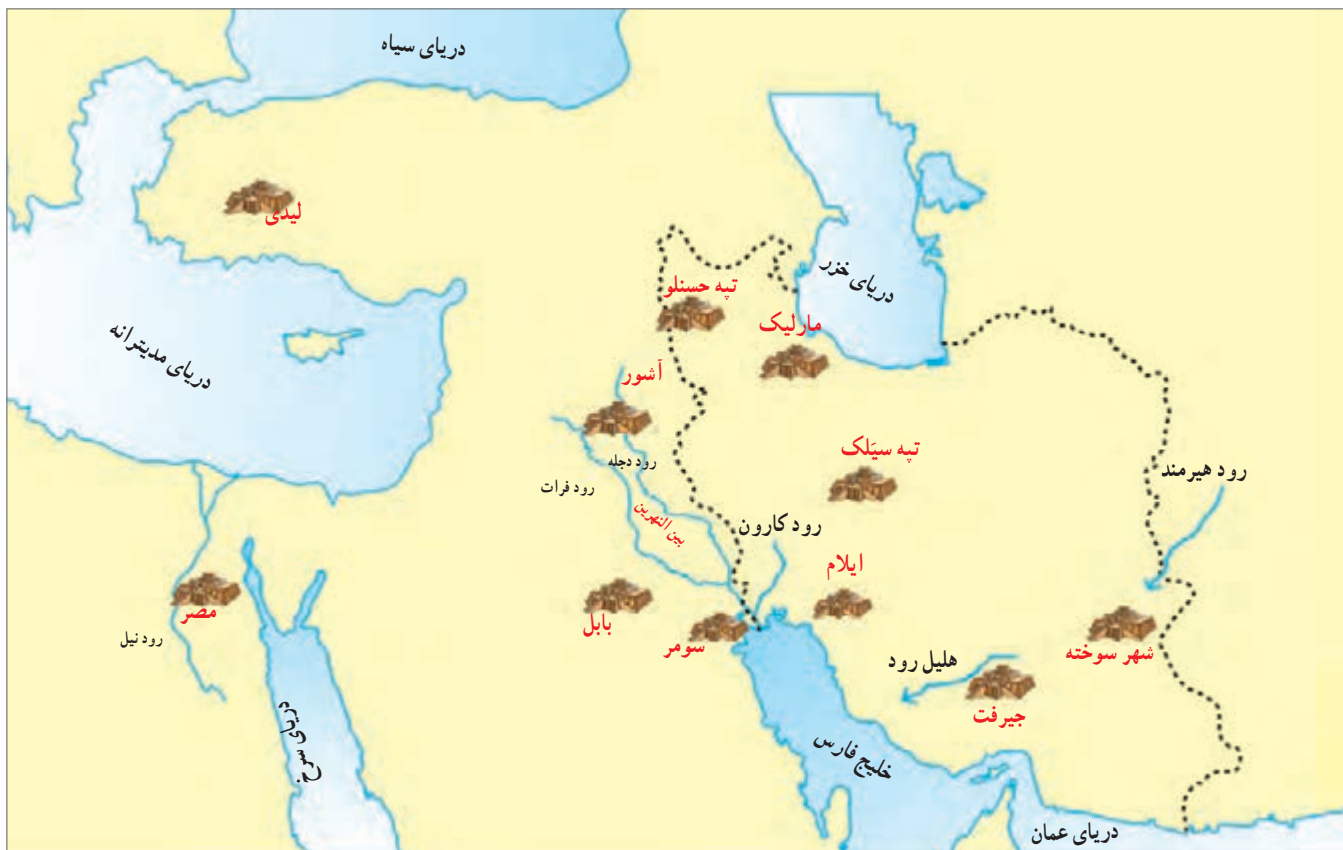 دریای سیاه
لیدی
دریای خزر
تپه حسنلو
مارلیک
دریای مدیترانه
آشور
تپه سیَلک
رود دجله
رود هیرمند
رود فرات
بین النهرین
رود کارون
ایلام
مصر
بابل
سومر
شهر سوخته
رود نیل
هلیل رود
جیرفت
دریای سرخ
خلیج فارس
دریای عمان